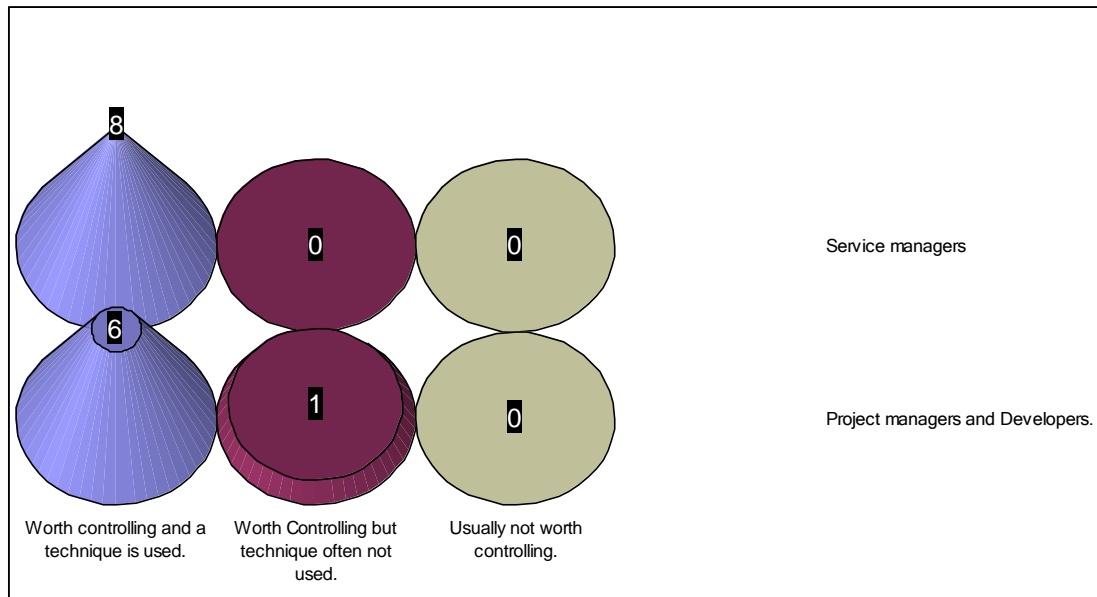 8
0
0
Service managers
6
1
0
Project managers and Developers.
Worth controlling and a
technique is used.
Worth Controlling but
technique often not
used.
Usually not worth
controlling.